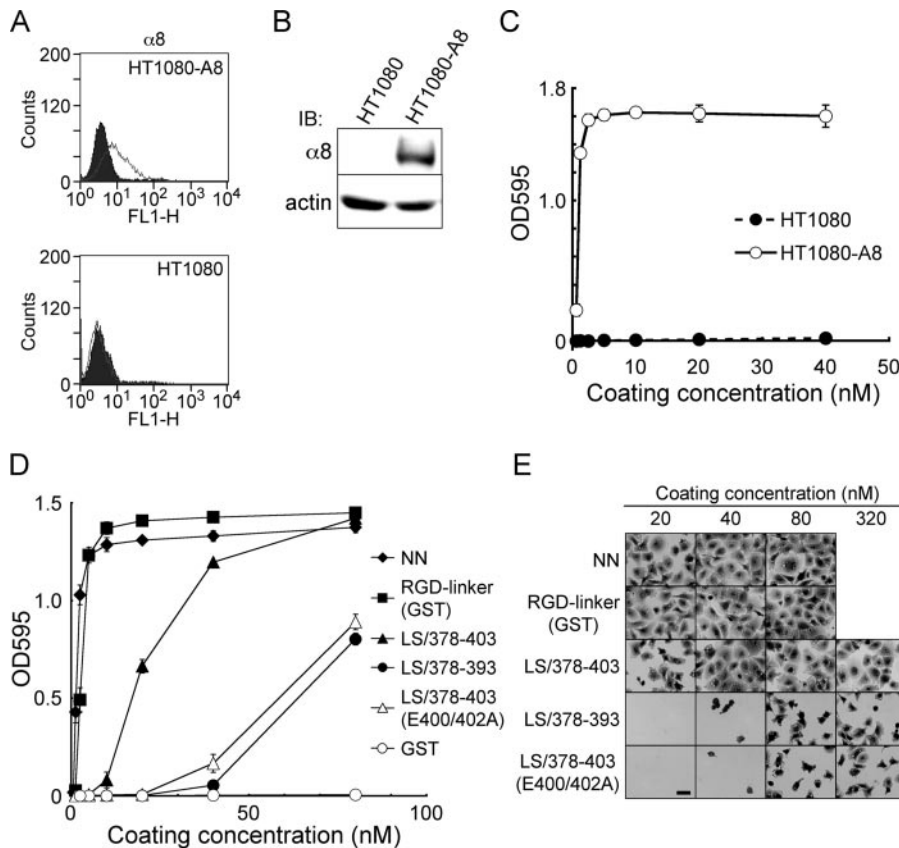 A
α8
HT1080-A8
Counts
200
120
0
10⁰ 10¹ 10² 10³ 10⁴
FL1-H
HT1080
Counts
200
120
0
10⁰ 10¹ 10² 10³ 10⁴
FL1-H
B
HT1080
HT1080-A8
IB:
α8
actin
C
OD595
1.8
1.0
0
HT1080
HT1080-A8
0 10 20 30 40 50
Coating concentration (nM)
D
OD595
1.5
1.0
0.5
0
0 50 100
Coating concentration (nM)
NN
RGD-linker
(GST)
LS/378-403
LS/378-393
LS/378-403
(E400/402A)
GST
E
Coating concentration (nM)
20 40 80 320
NN
RGD-linker
(GST)
LS/378-403
LS/378-393
LS/378-403
(E400/402A)